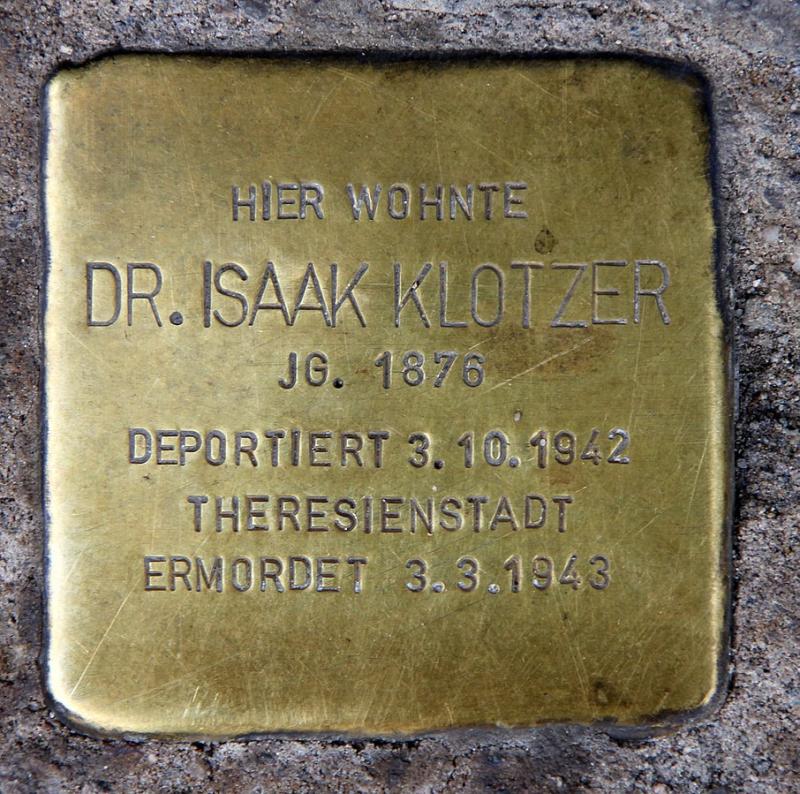 HIER WOHNTE
DR. ISAAK KLOTZER
JG. 1876
DEPORTIERT 3.10.1942
THERESIENSTADT
ERMORDET 3.3.1943